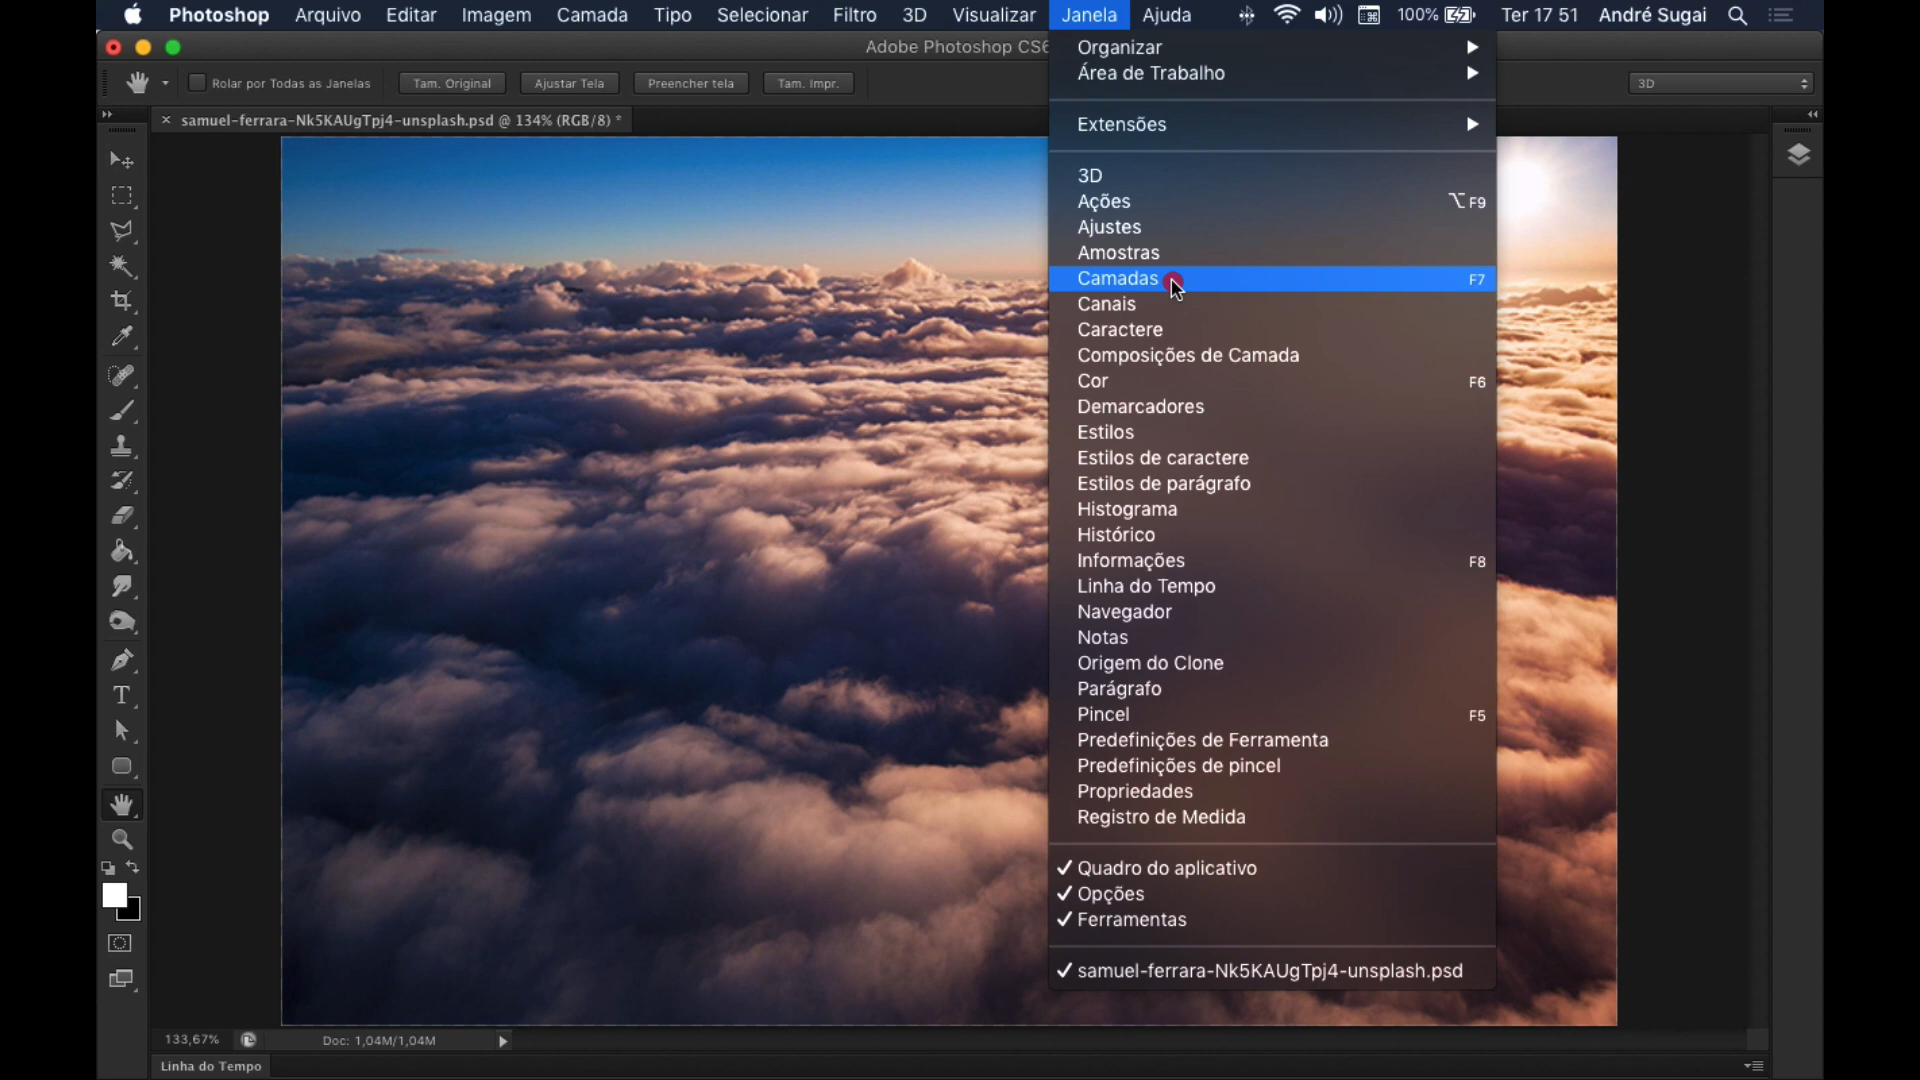 Photoshop Arquivo Editar Imagem Camada Tipo Selecionar Filtro 3D Visualizar Janela Ajuda 100% Ter 17 51 André Sugai
Adobe Photoshop CS6
Rolar por Todas as Janelas Tam. Original Ajustar Tela Preencher tela Tam. Impr. 3D
samuel-ferrara-Nk5KAUgTpj4-unsplash.psd @ 134% (RGB/8) *
Organizar
Área de Trabalho
Extensões
3D
Ações ⌥F9
Ajustes
Amostras
Camadas F7
Canais
Caractere
Composições de Camada
Cor F6
Demarcadores
Estilos
Estilos de caractere
Estilos de parágrafo
Histograma
Histórico
Informações F8
Linha do Tempo
Navegador
Notas
Origem do Clone
Parágrafo
Pincel F5
Predefinições de Ferramenta
Predefinições de pincel
Propriedades
Registro de Medida
✓ Quadro do aplicativo
✓ Opções
✓ Ferramentas
✓ samuel-ferrara-Nk5KAUgTpj4-unsplash.psd
133,67% Doc: 1,04M/1,04M
Linha do Tempo